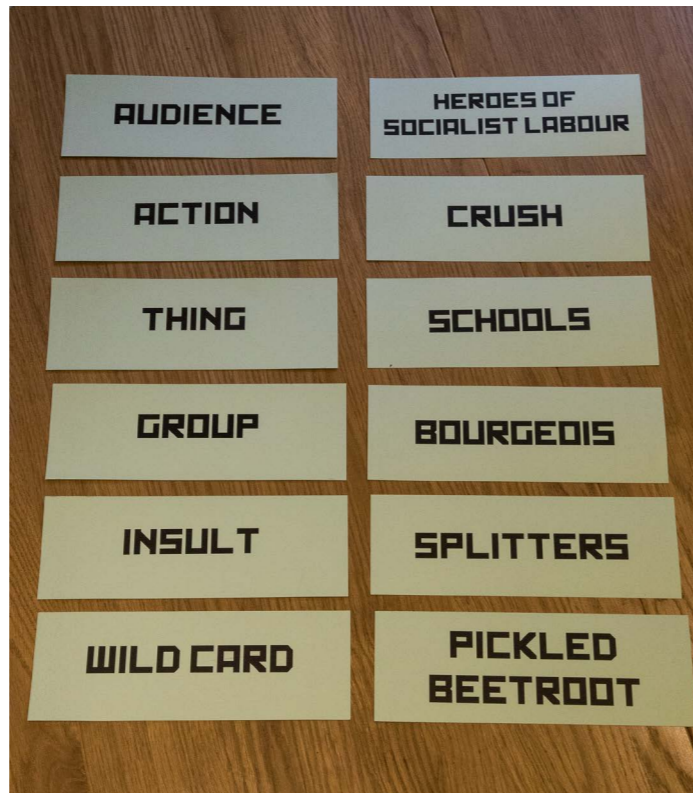 AUDIENCE
HEROES OF
SOCIALIST LABOUR
ACTION
CRUSH
THING
SCHOOLS
GROUP
BOURGEOIS
INSULT
SPLITTERS
WILD CARD
PICKLED
BEETROOT